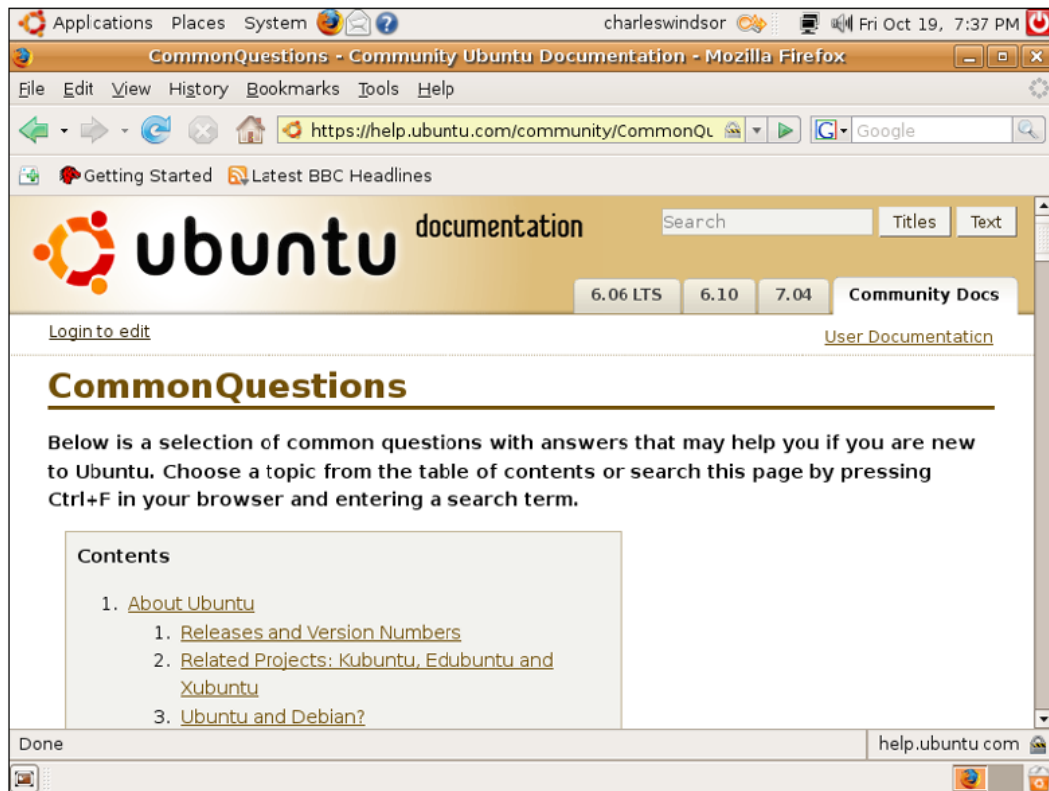 Applications Places System charleswindsor Fri Oct 19, 7:37 PM
CommonQuestions - Community Ubuntu Documentation - Mozilla Firefox
File Edit View History Bookmarks Tools Help
https://help.ubuntu.com/community/CommonQu G Google
Getting Started Latest BBC Headlines
ubuntu documentation Search Titles Text
6.06 LTS 6.10 7.04 Community Docs
Login to edit User Documentation
CommonQuestions
Below is a selection of common questions with answers that may help you if you are new
to Ubuntu. Choose a topic from the table of contents or search this page by pressing
Ctrl+F in your browser and entering a search term.
Contents
1. About Ubuntu
1. Releases and Version Numbers
2. Related Projects: Kubuntu, Edubuntu and
Xubuntu
3. Ubuntu and Debian?
Done help.ubuntu com